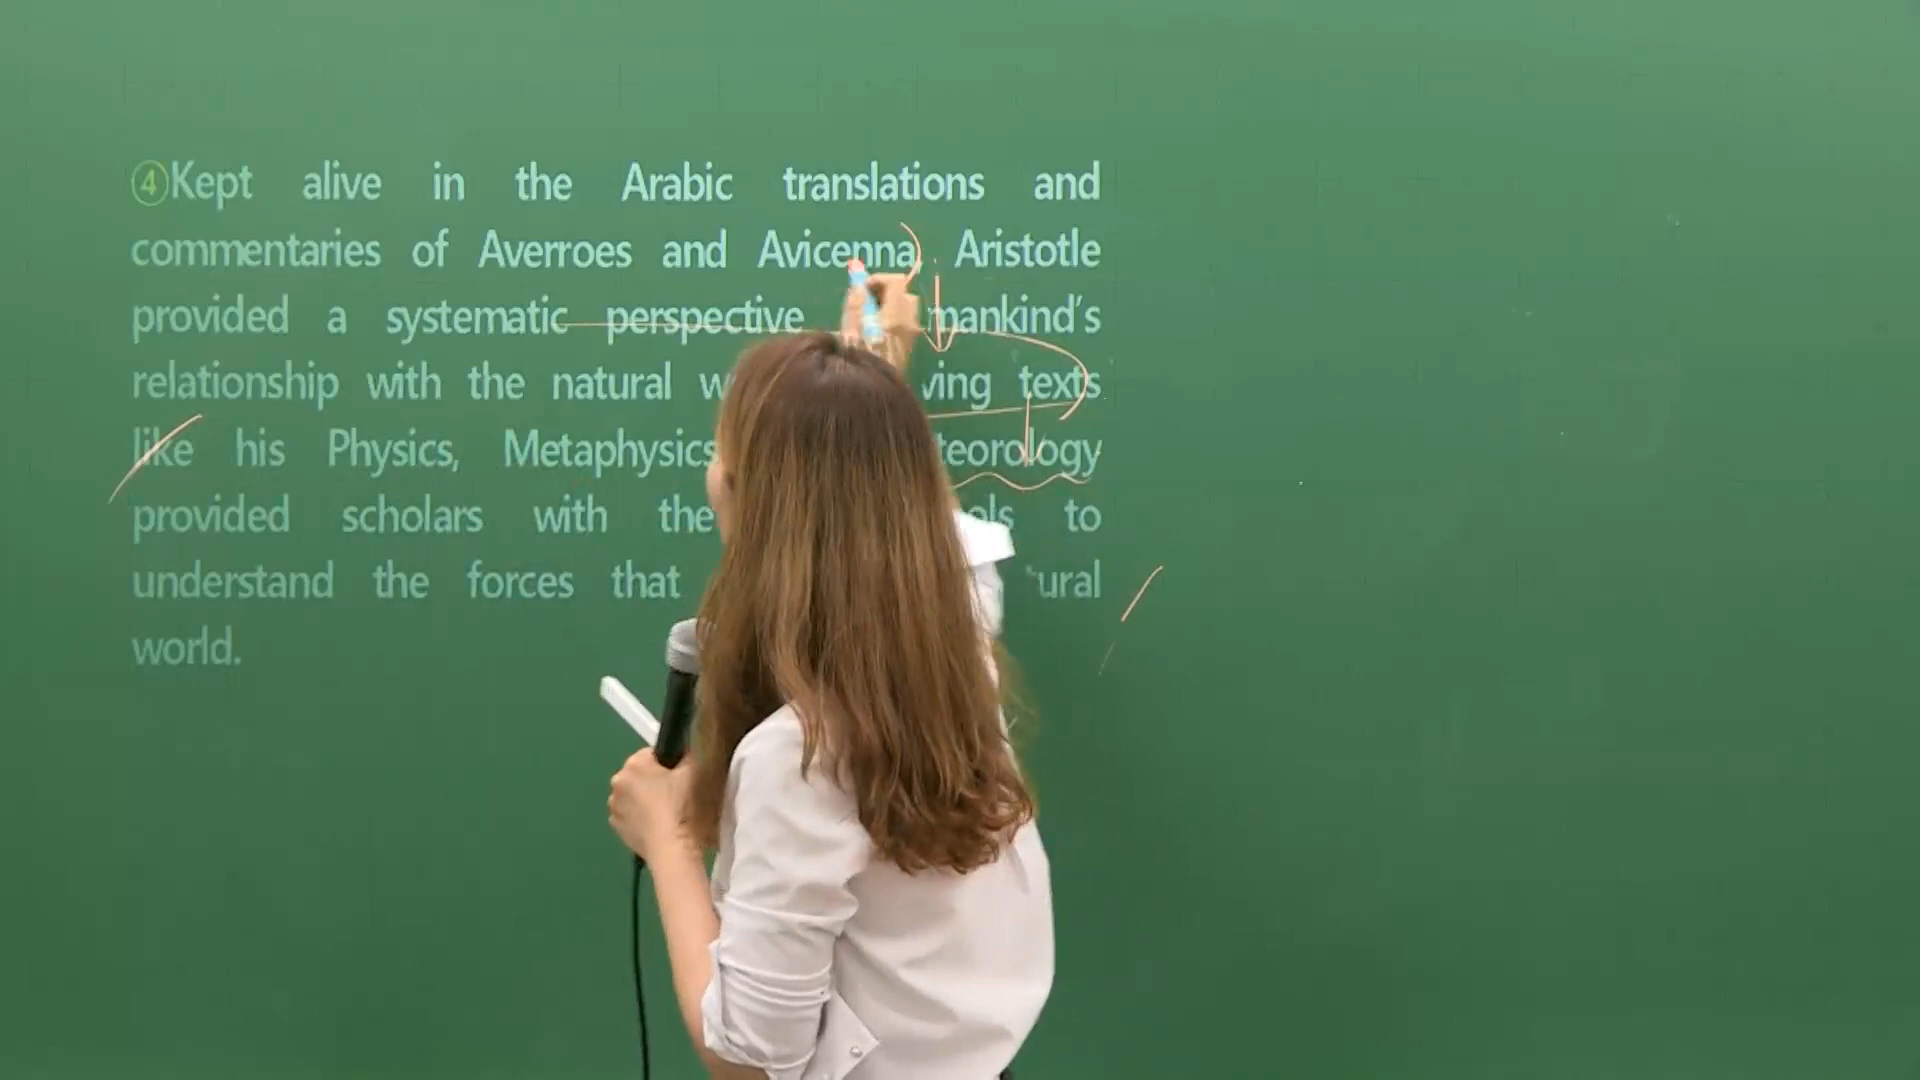 ④Kept alive in the Arabic translations and
commentaries of Averroes and Avicenna, Aristotle
provided a systematic perspective mankind's
relationship with the natural texts
like his Physics, Metaphysics
provided scholars with the to
understand the forces that
world.